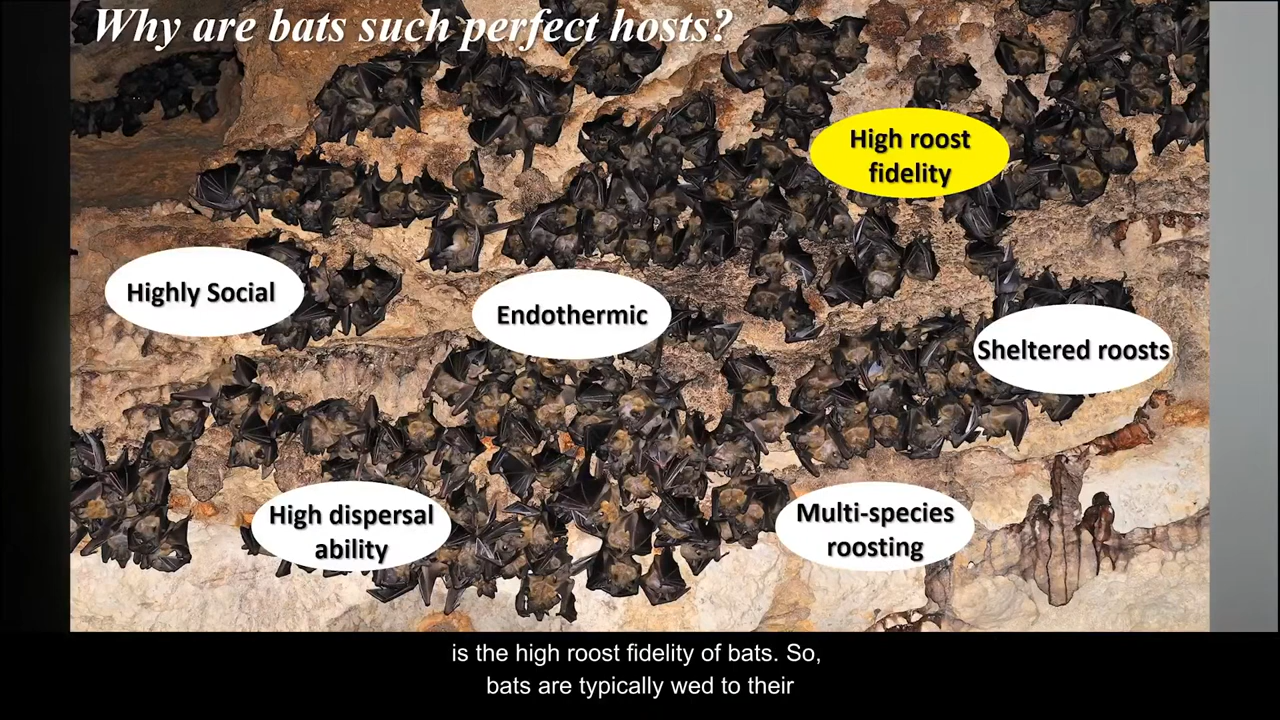 Why are bats such perfect hosts?
High roost
fidelity
Highly Social
Endothermic
Sheltered roosts
High dispersal
ability
Multi-species
roosting
is the high roost fidelity of bats. So,
bats are typically wed to their